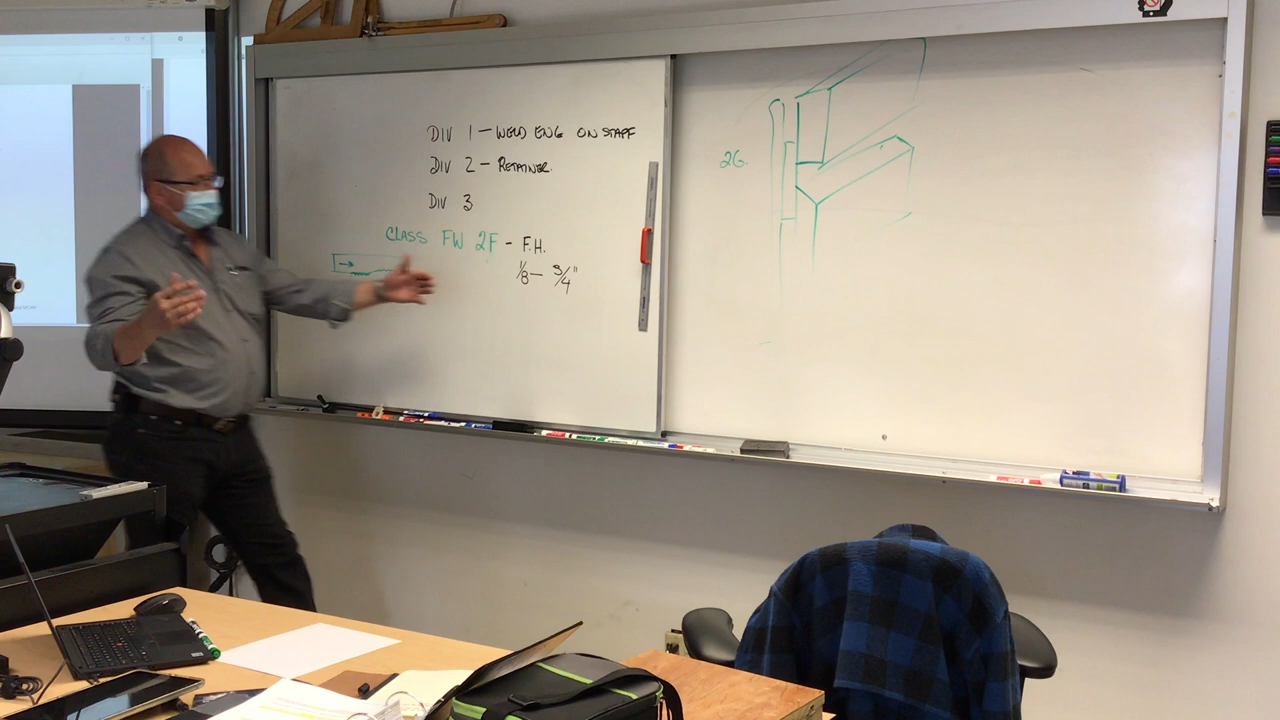 DIV 1 – WELD ENG ON STAFF
DIV 2 – RETAINER.
DIV 3
CLASS FW 2F – F.H.
1/8 – 3/4"
2G.